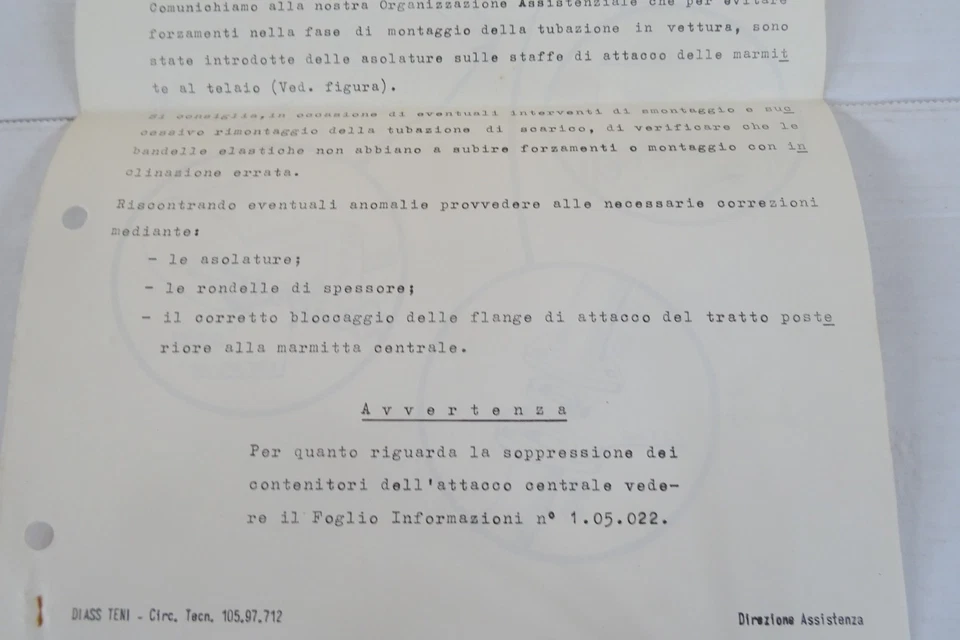 Comunichiamo alla nostra Organizzazione Assistenziale che per evitare
forzamenti nella fase di montaggio della tubazione in vettura, sono
state introdotte delle asolature sulle staffe di attacco delle marmit
te al telaio (Ved. figura).
Si consiglia, in occasione di eventuali interventi di smontaggio e suc
cessivo rimontaggio della tubazione di scarico, di verificare che le
bandelle elastiche non abbiano a subire forzamenti o montaggio con in
clinazione errata.
Riscontrando eventuali anomalie provvedere alle necessarie correzioni
mediante:
- le asolature;
- le rondelle di spessore;
- il corretto bloccaggio delle flange di attacco del tratto poste
riore alla marmitta centrale.
Avvertenza
Per quanto riguarda la soppressione dei
contenitori dell'attacco centrale vede-
re il Foglio Informazioni n° 1.05.022.
DIASS TENI - Circ. Tecn. 105.97.712
Direzione Assistenza